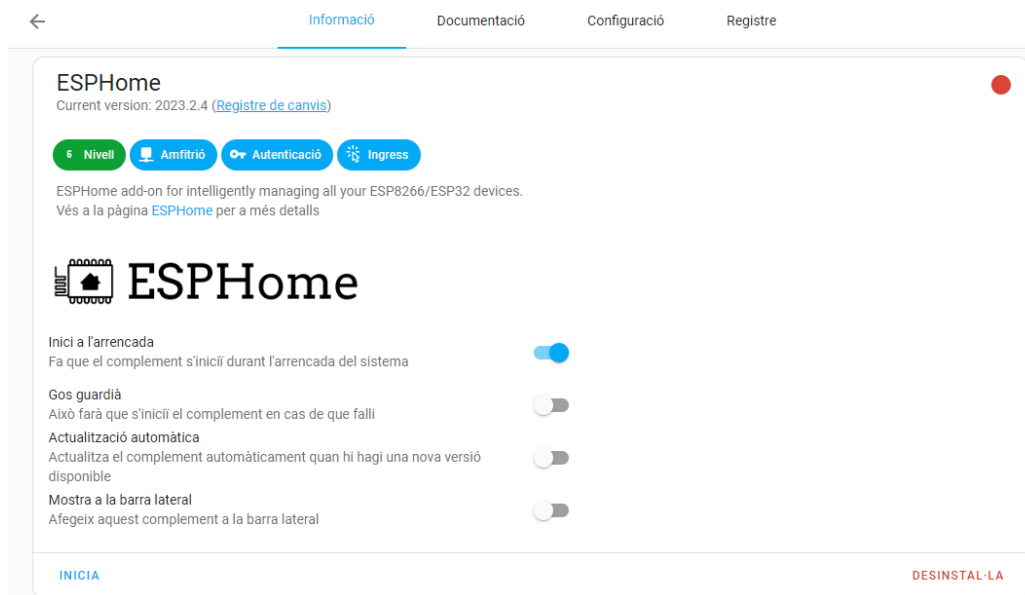 Informació Documentació Configuració Registre
ESPHome
Current version: 2023.2.4 (Registre de canvis)
6 Nivell Amfitrió Autenticació Ingress
ESPHome add-on for intelligently managing all your ESP8266/ESP32 devices.
Vés a la pàgina ESPHome per a més detalls
ESPHome
Inici a l'arrencada
Fa que el complement s'iniciï durant l'arrencada del sistema
Gos guardià
Això farà que s'iniciï el complement en cas de que falli
Actualització automàtica
Actualitza el complement automàticament quan hi hagi una nova versió
disponible
Mostra a la barra lateral
Afegeix aquest complement a la barra lateral
INICIA DESINSTAL·LA